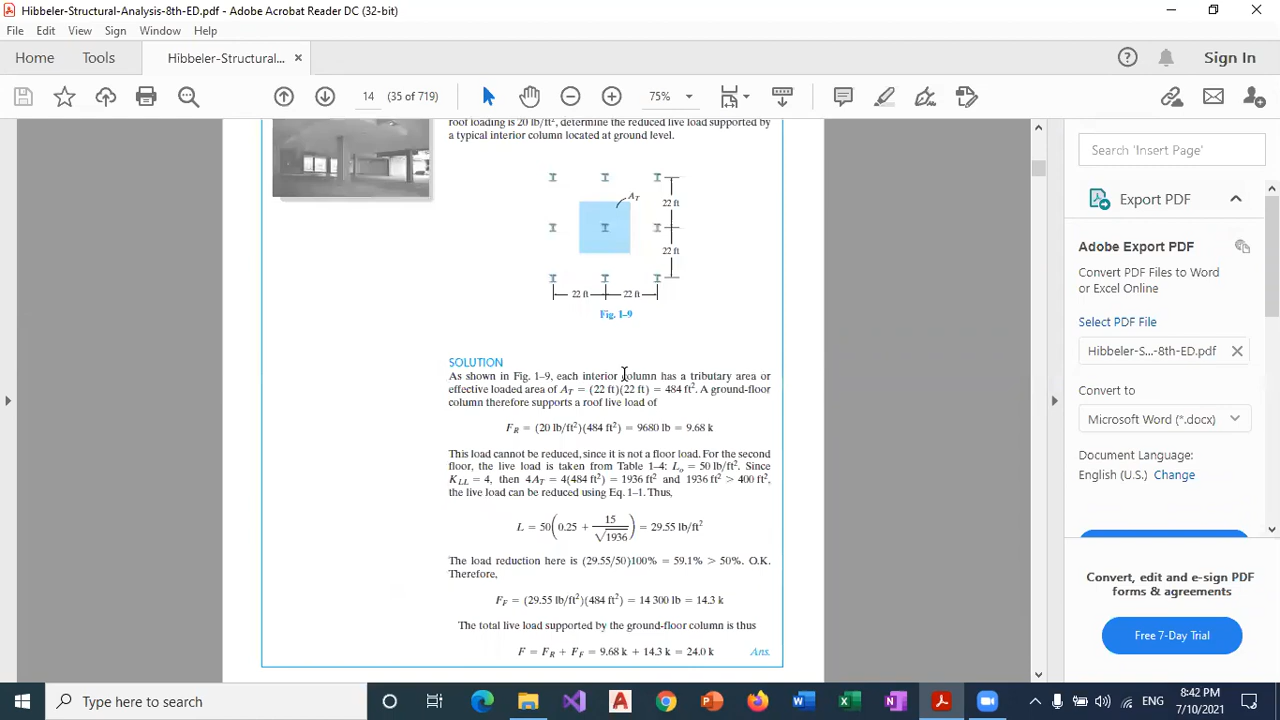 Hibbeler-Structural-Analysis-8th-ED.pdf - Adobe Acrobat Reader DC (32-bit)
File Edit View Sign Window Help
Home Tools Hibbeler-Structural... × Sign In
14 (35 of 719) 75%
roof loading is 20 lb/ft², determine the reduced live load supported by
a typical interior column located at ground level.
A_T
22 ft
22 ft
22 ft 22 ft
Fig. 1–9
SOLUTION
As shown in Fig. 1–9, each interior column has a tributary area or
effective loaded area of A_T = (22 ft)(22 ft) = 484 ft². A ground-floor
column therefore supports a roof live load of
F_R = (20 lb/ft²)(484 ft²) = 9680 lb = 9.68 k
This load cannot be reduced, since it is not a floor load. For the second
floor, the live load is taken from Table 1–4: L_o = 50 lb/ft². Since
K_LL = 4, then 4A_T = 4(484 ft²) = 1936 ft² and 1936 ft² > 400 ft²,
the live load can be reduced using Eq. 1–1. Thus,
L = 50(0.25 + 15/√1936) = 29.55 lb/ft²
The load reduction here is (29.55/50)100% = 59.1% > 50%. O.K.
Therefore,
F_F = (29.55 lb/ft²)(484 ft²) = 14 300 lb = 14.3 k
The total live load supported by the ground-floor column is thus
F = F_R + F_F = 9.68 k + 14.3 k = 24.0 k Ans.
Search 'Insert Page'
Export PDF
Adobe Export PDF
Convert PDF Files to Word
or Excel Online
Select PDF File
Hibbeler-S...-8th-ED.pdf ×
Convert to
Microsoft Word (*.docx)
Document Language:
English (U.S.) Change
Convert, edit and e-sign PDF
forms & agreements
Free 7-Day Trial
Type here to search
ENG
8:42 PM
7/10/2021